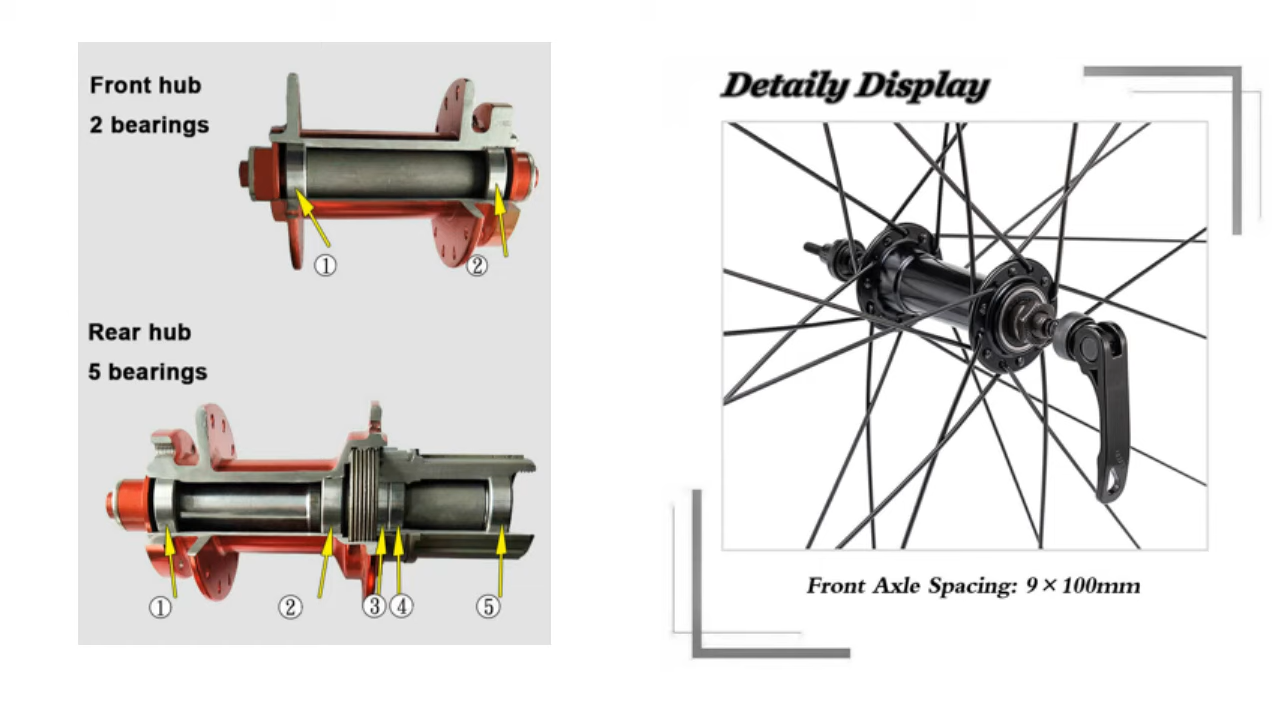 Front hub
2 bearings
① ②
Rear hub
5 bearings
① ② ③ ④ ⑤
Detaily Display
Front Axle Spacing: 9×100mm